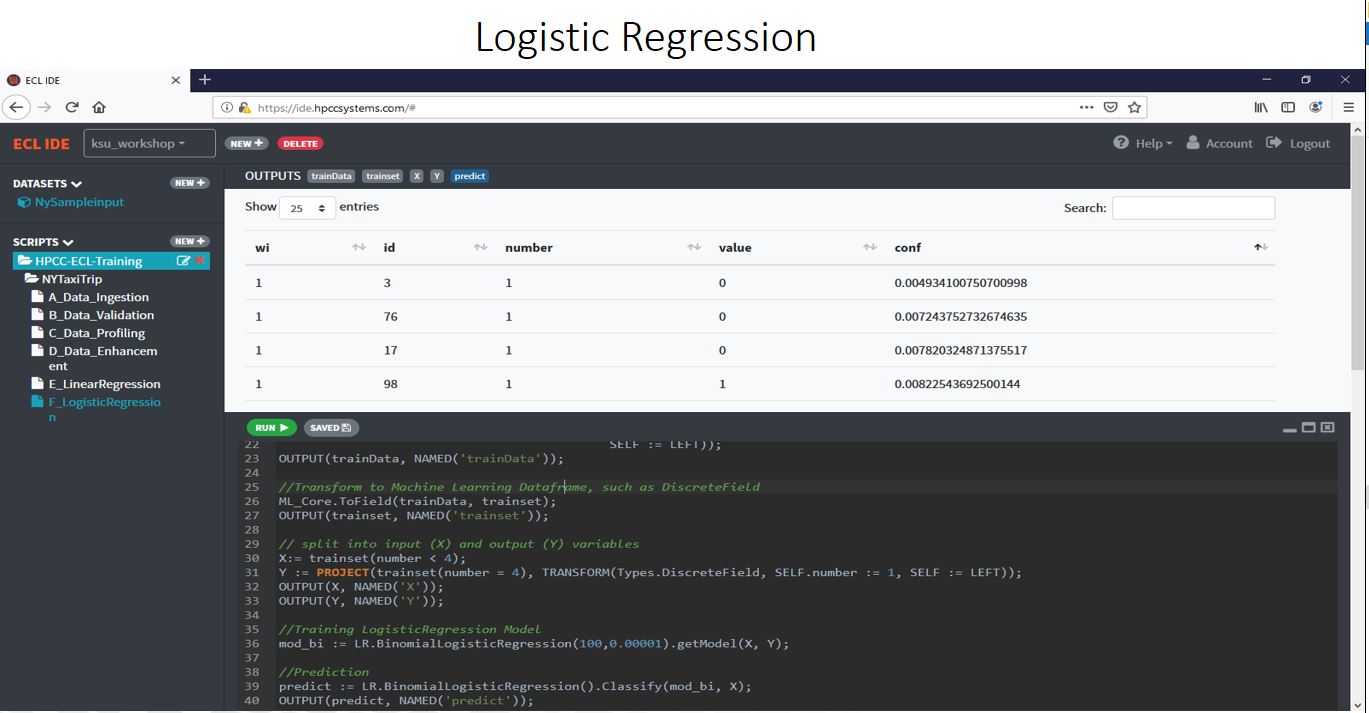 Logistic Regression
ECL IDE
https://ide.hpccsystems.com/#
ECL IDE ksu_workshop NEW + DELETE Help Account Logout
DATASETS NEW +
NySampleinput
SCRIPTS NEW +
HPCC-ECL-Training
NYTaxiTrip
A_Data_Ingestion
B_Data_Validation
C_Data_Profiling
D_Data_Enhancem
ent
E_LinearRegression
F_LogisticRegressio
n
OUTPUTS trainData trainset X Y predict
Show 25 entries Search:
wi id number value conf
1 3 1 0 0.004934100750700998
1 76 1 0 0.007243752732674635
1 17 1 0 0.007820324871375517
1 98 1 1 0.00822543692500144
RUN SAVED
22 SELF := LEFT));
23 OUTPUT(trainData, NAMED('trainData'));
24
25 //Transform to Machine Learning Dataframe, such as DiscreteField
26 ML_Core.ToField(trainData, trainset);
27 OUTPUT(trainset, NAMED('trainset'));
28
29 // split into input (X) and output (Y) variables
30 X:= trainset(number < 4);
31 Y := PROJECT(trainset(number = 4), TRANSFORM(Types.DiscreteField, SELF.number := 1, SELF := LEFT));
32 OUTPUT(X, NAMED('X'));
33 OUTPUT(Y, NAMED('Y'));
34
35 //Training LogisticRegression Model
36 mod_bi := LR.BinomialLogisticRegression(100,0.00001).getModel(X, Y);
37
38 //Prediction
39 predict := LR.BinomialLogisticRegression().Classify(mod_bi, X);
40 OUTPUT(predict, NAMED('predict'));